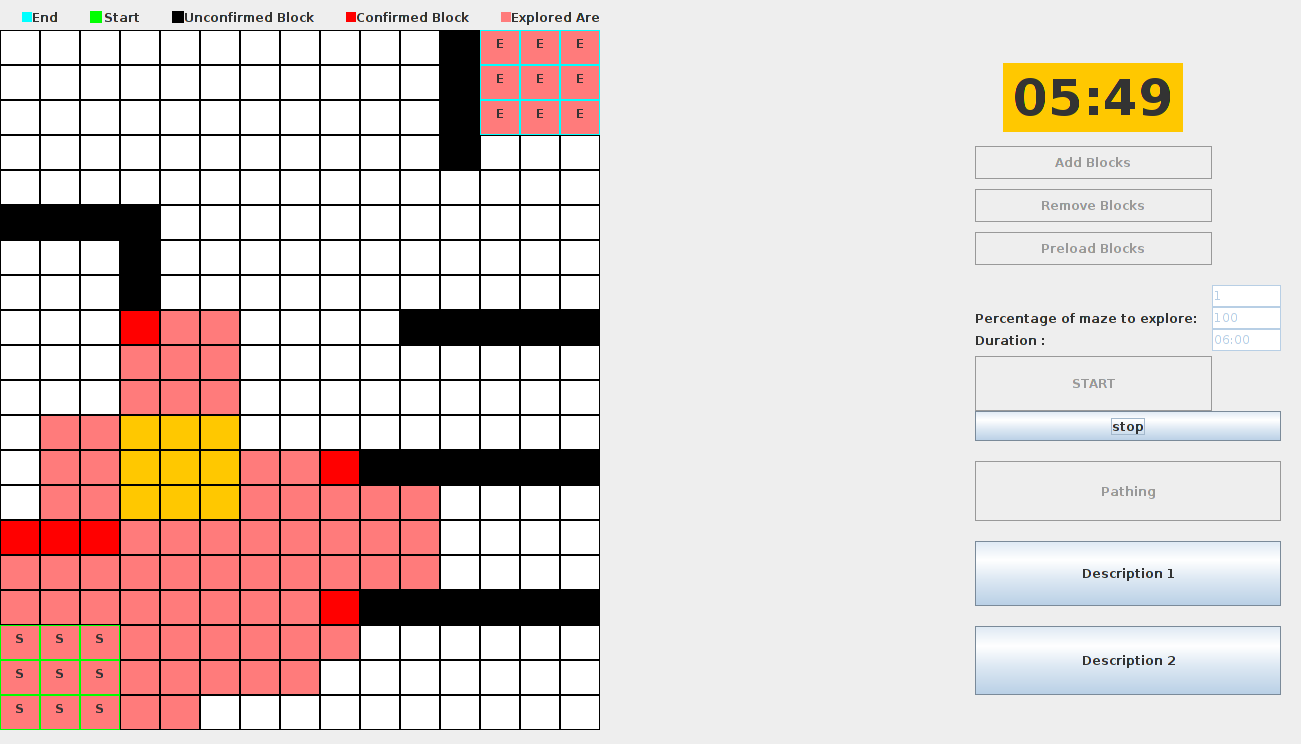 End Start Unconfirmed Block Confirmed Block Explored Are
E E E
E E E
E E E
S S S
S S S
S S S
05:49
Add Blocks
Remove Blocks
Preload Blocks
1
Percentage of maze to explore: 100
Duration : 06:00
START
stop
Pathing
Description 1
Description 2